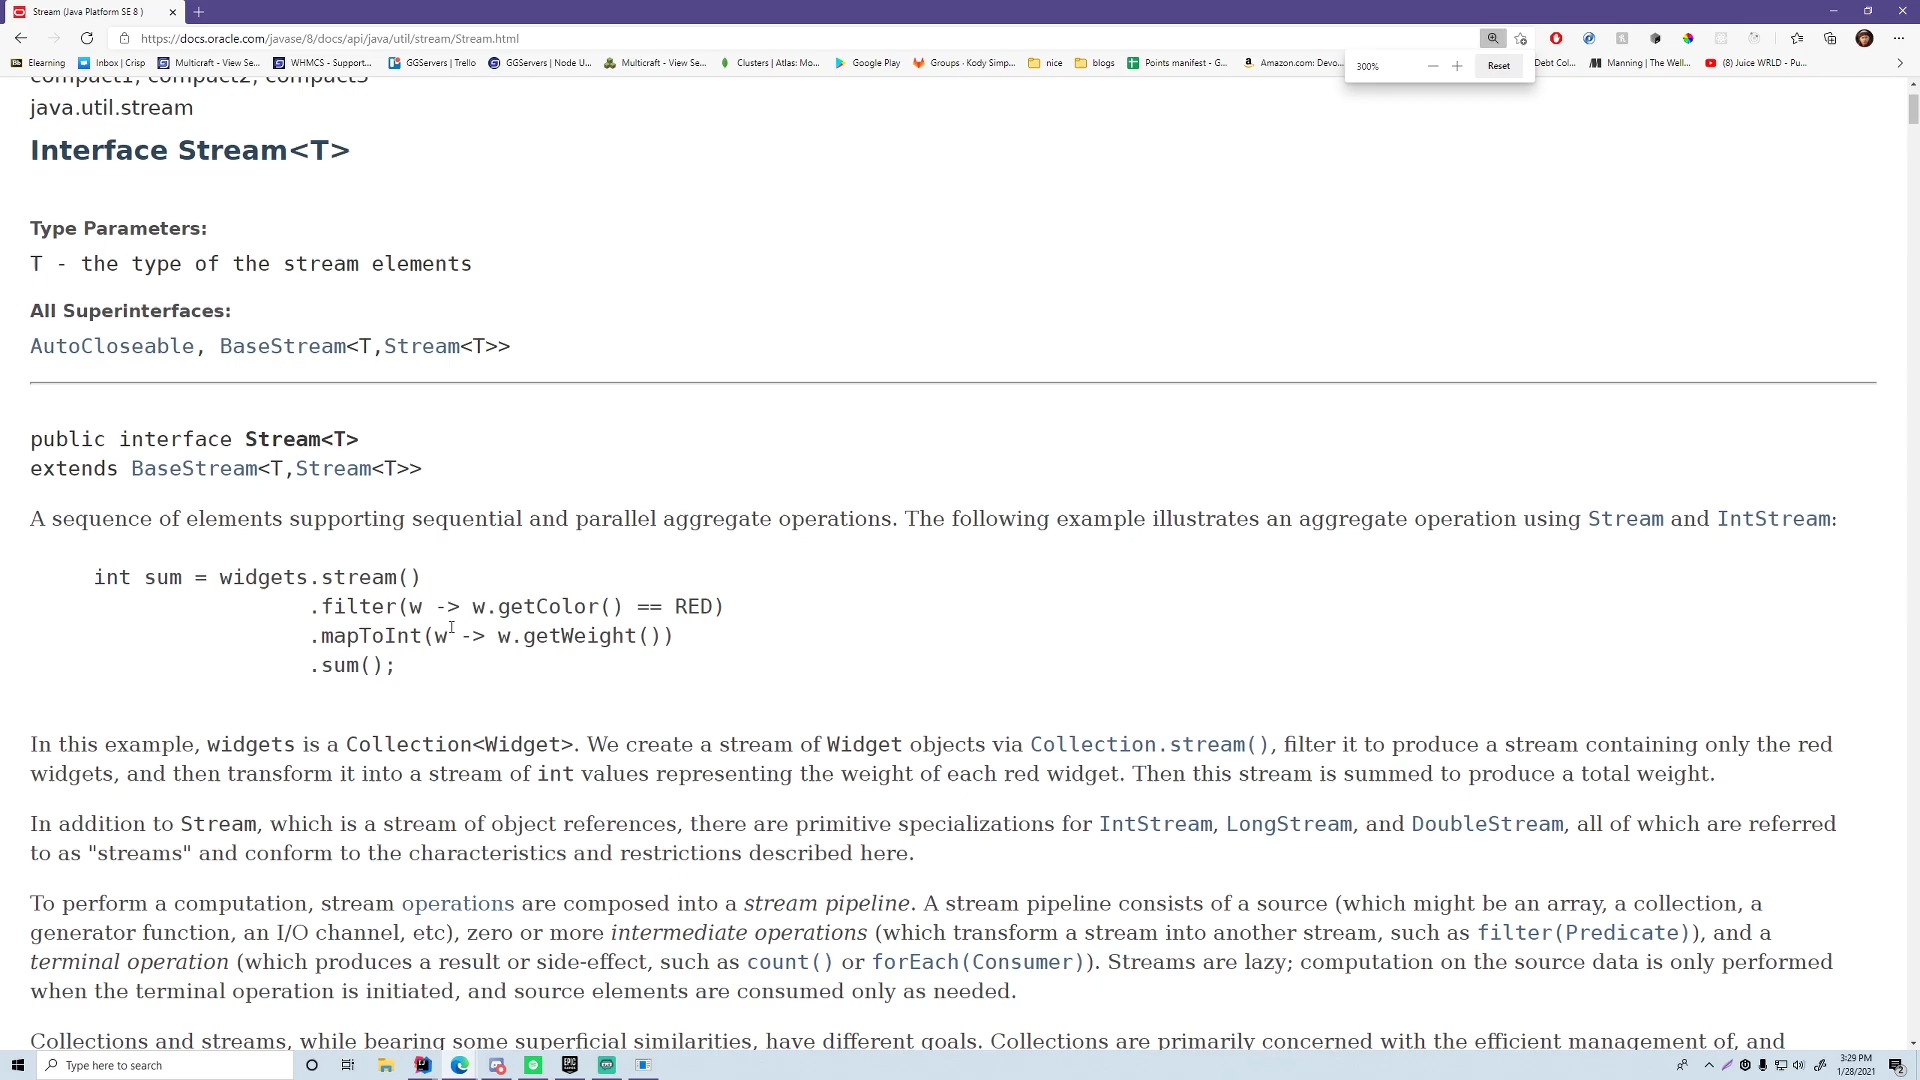 Stream (Java Platform SE 8 )
https://docs.oracle.com/javase/8/docs/api/java/util/stream/Stream.html
Elearning
Inbox | Crisp
Multicraft - View Se...
WHMCS - Support...
GGServers | Trello
GGServers | Node U...
Multicraft - View Se...
Clusters | Atlas: Mo...
Google Play
Groups · Kody Simp...
nice
blogs
Points manifest - G...
Amazon.com: Devo...
300%
Reset
Debt Col...
Manning | The Well...
(8) Juice WRLD - Pu...
compact1, compact2, compact3
java.util.stream
Interface Stream<T>
Type Parameters:
T - the type of the stream elements
All Superinterfaces:
AutoCloseable, BaseStream<T,Stream<T>>
public interface Stream<T>
extends BaseStream<T,Stream<T>>
A sequence of elements supporting sequential and parallel aggregate operations. The following example illustrates an aggregate operation using Stream and IntStream:
int sum = widgets.stream()
.filter(w -> w.getColor() == RED)
.mapToInt(w -> w.getWeight())
.sum();
In this example, widgets is a Collection<Widget>. We create a stream of Widget objects via Collection.stream(), filter it to produce a stream containing only the red
widgets, and then transform it into a stream of int values representing the weight of each red widget. Then this stream is summed to produce a total weight.
In addition to Stream, which is a stream of object references, there are primitive specializations for IntStream, LongStream, and DoubleStream, all of which are referred
to as "streams" and conform to the characteristics and restrictions described here.
To perform a computation, stream operations are composed into a stream pipeline. A stream pipeline consists of a source (which might be an array, a collection, a
generator function, an I/O channel, etc), zero or more intermediate operations (which transform a stream into another stream, such as filter(Predicate)), and a
terminal operation (which produces a result or side-effect, such as count() or forEach(Consumer)). Streams are lazy; computation on the source data is only performed
when the terminal operation is initiated, and source elements are consumed only as needed.
Collections and streams, while bearing some superficial similarities, have different goals. Collections are primarily concerned with the efficient management of, and
Type here to search
3:29 PM
1/28/2021